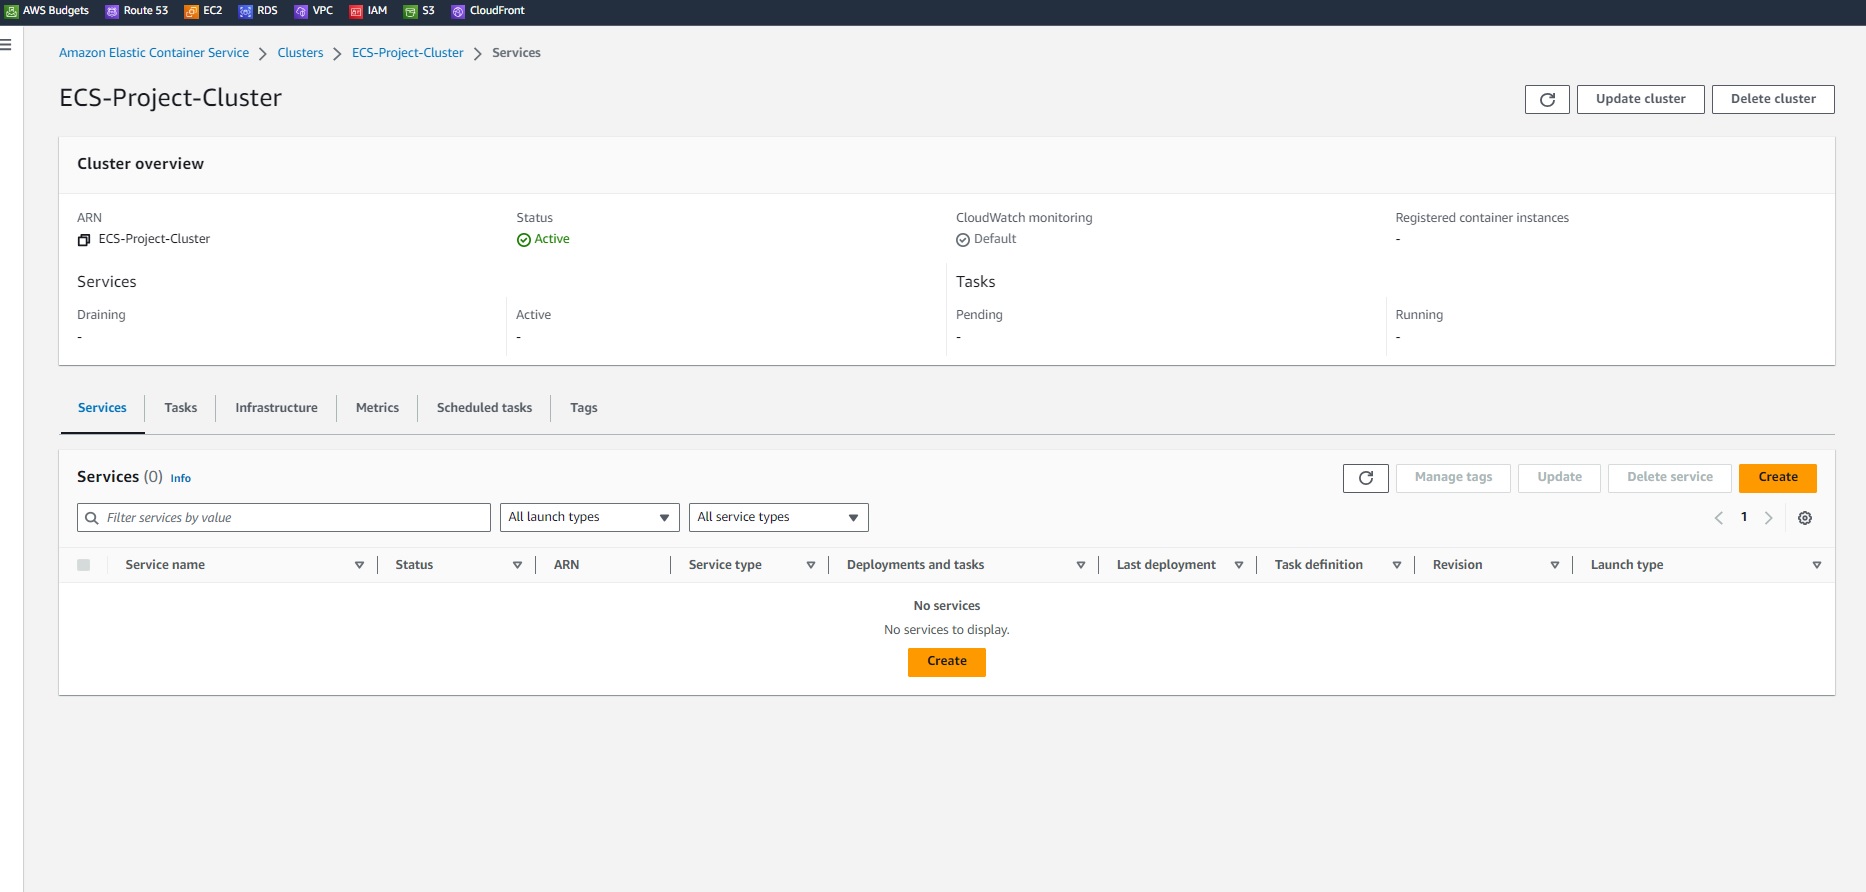 AWS Budgets Route 53 EC2 RDS VPC IAM S3 CloudFront
Amazon Elastic Container Service Clusters ECS-Project-Cluster Services
ECS-Project-Cluster
Update cluster Delete cluster
Cluster overview
ARN Status CloudWatch monitoring Registered container instances
ECS-Project-Cluster Active Default -
Services Tasks
Draining Active Pending Running
- - - -
Services Tasks Infrastructure Metrics Scheduled tasks Tags
Services (0) Info Manage tags Update Delete service Create
Filter services by value All launch types All service types 1
Service name Status ARN Service type Deployments and tasks Last deployment Task definition Revision Launch type
No services
No services to display.
Create